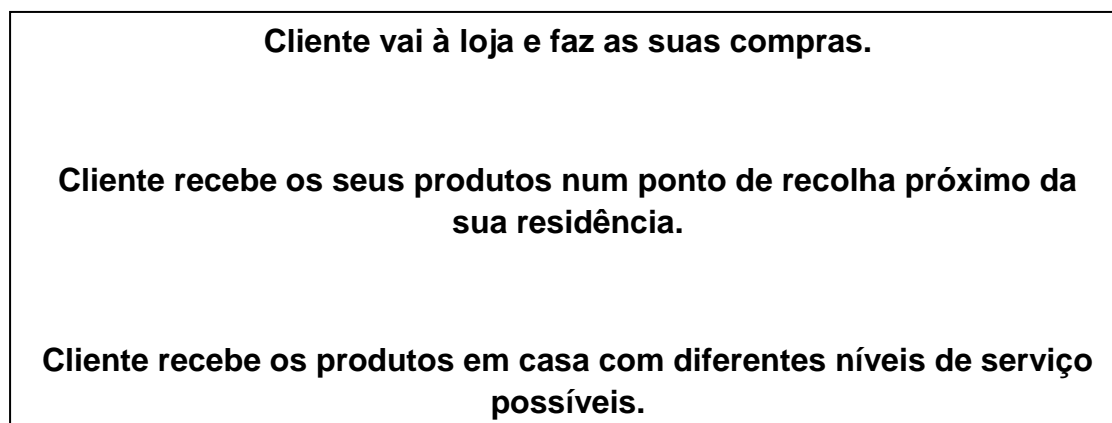 Cliente vai à loja e faz as suas compras.
Cliente recebe os seus produtos num ponto de recolha próximo da
sua residência.
Cliente recebe os produtos em casa com diferentes níveis de serviço
possíveis.